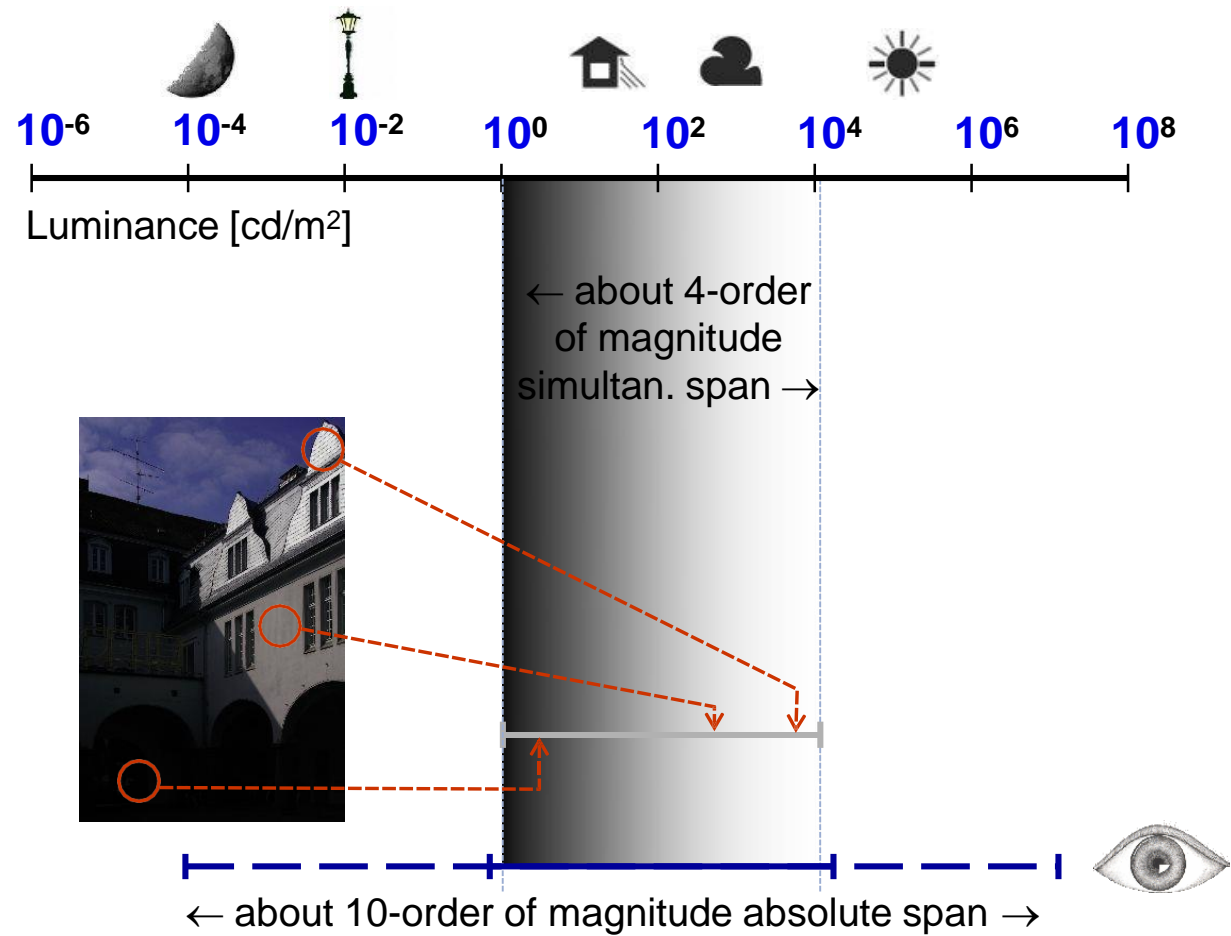 10⁻⁶ 10⁻⁴ 10⁻² 10⁰ 10² 10⁴ 10⁶ 10⁸
Luminance [cd/m²]
← about 4-order
of magnitude
simultan. span →
← about 10-order of magnitude absolute span →